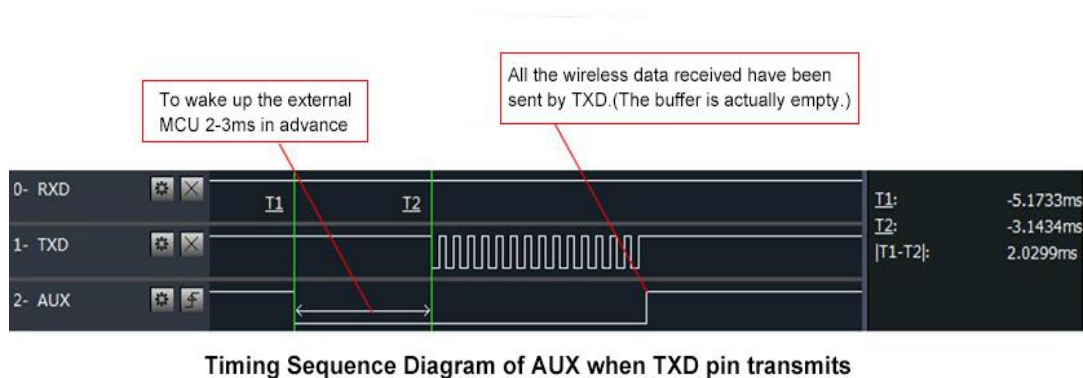 To wake up the external
MCU 2-3ms in advance
All the wireless data received have been
sent by TXD.(The buffer is actually empty.)
0- RXD
T1
T2
1- TXD
2- AUX
T1: -5.1733ms
T2: -3.1434ms
|T1-T2|: 2.0299ms
Timing Sequence Diagram of AUX when TXD pin transmits